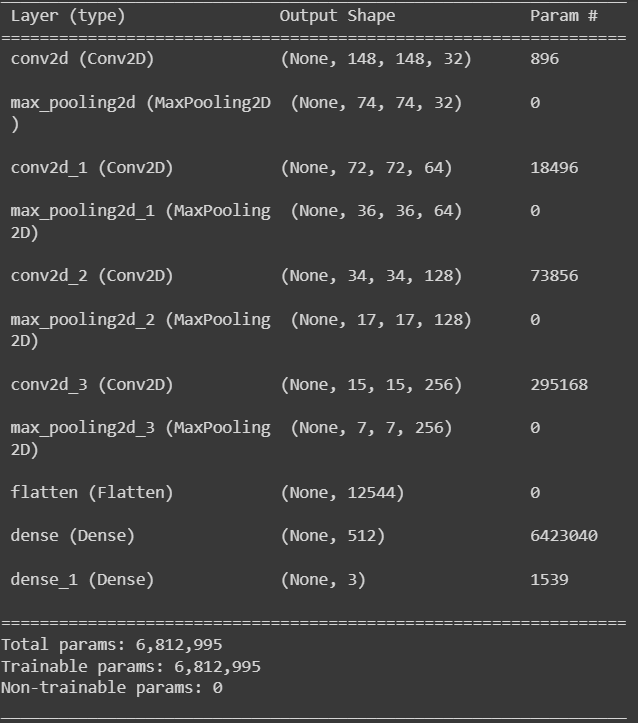 Layer (type) Output Shape Param #
=================================================================
conv2d (Conv2D) (None, 148, 148, 32) 896
max_pooling2d (MaxPooling2D (None, 74, 74, 32) 0
)
conv2d_1 (Conv2D) (None, 72, 72, 64) 18496
max_pooling2d_1 (MaxPooling (None, 36, 36, 64) 0
2D)
conv2d_2 (Conv2D) (None, 34, 34, 128) 73856
max_pooling2d_2 (MaxPooling (None, 17, 17, 128) 0
2D)
conv2d_3 (Conv2D) (None, 15, 15, 256) 295168
max_pooling2d_3 (MaxPooling (None, 7, 7, 256) 0
2D)
flatten (Flatten) (None, 12544) 0
dense (Dense) (None, 512) 6423040
dense_1 (Dense) (None, 3) 1539
=================================================================
Total params: 6,812,995
Trainable params: 6,812,995
Non-trainable params: 0